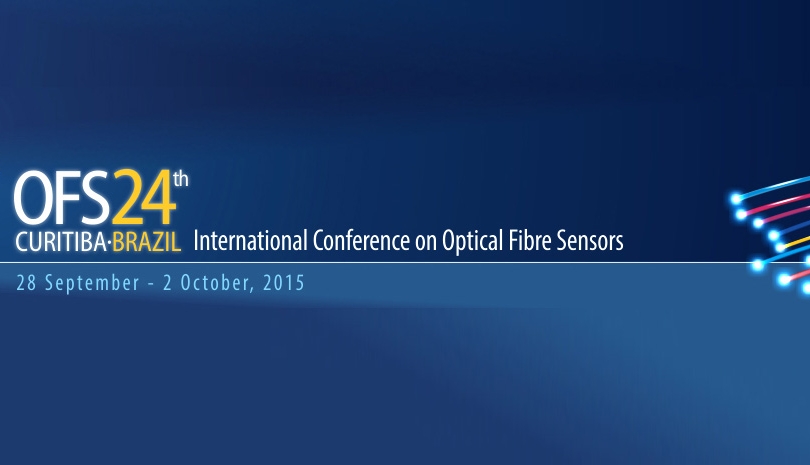 OFS24th
CURITIBA·BRAZIL International Conference on Optical Fibre Sensors
28 September - 2 October, 2015